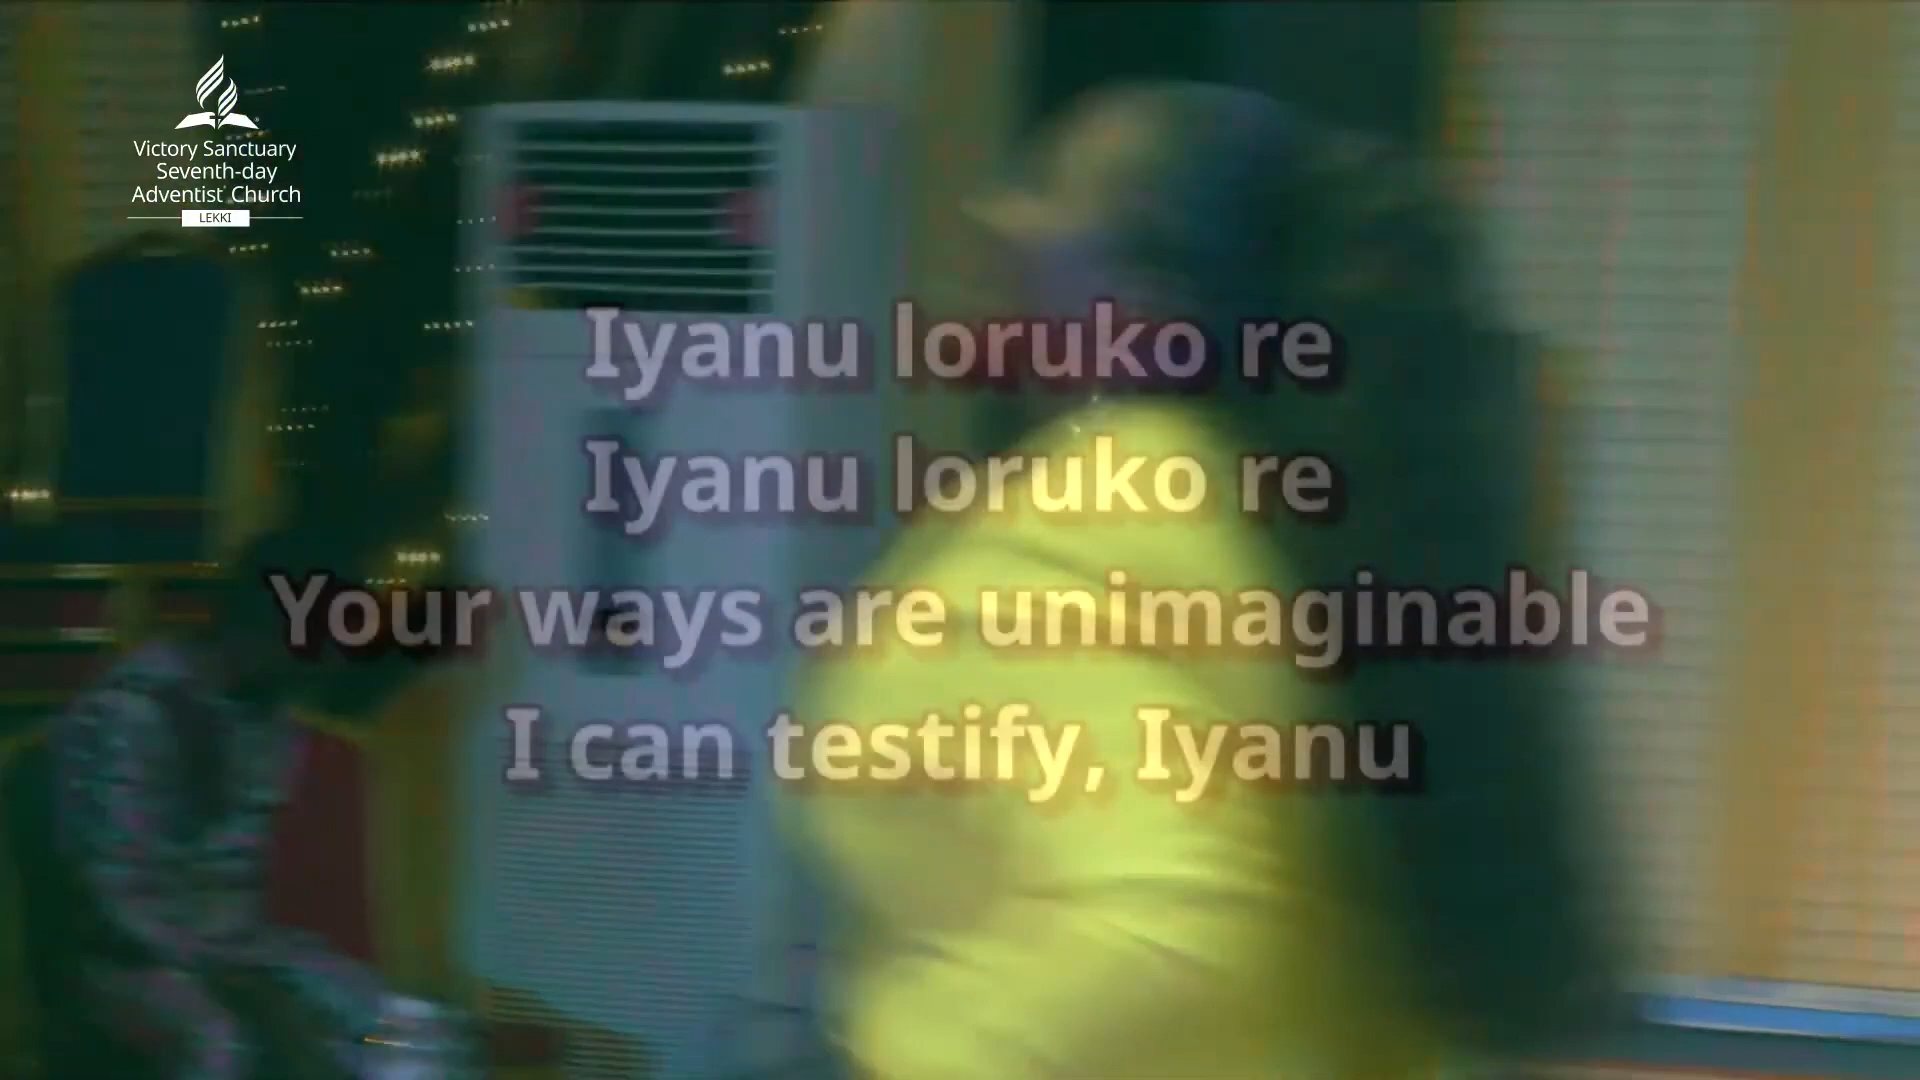 Victory Sanctuary
Seventh-day
Adventist Church
LEKKI
Iyanu loruko re
Iyanu loruko re
Your ways are unimaginable
I can testify, Iyanu